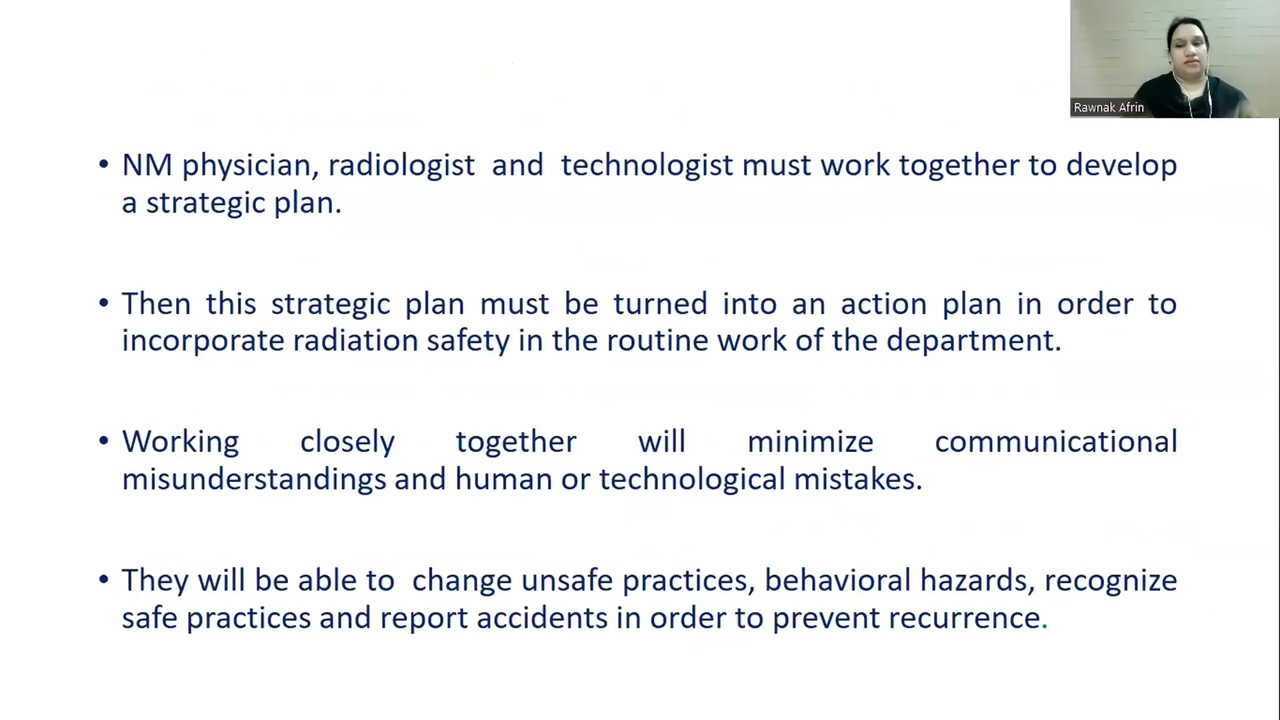 Rawnak Afrin
• NM physician, radiologist and technologist must work together to develop
a strategic plan.
• Then this strategic plan must be turned into an action plan in order to
incorporate radiation safety in the routine work of the department.
• Working closely together will minimize communicational
misunderstandings and human or technological mistakes.
• They will be able to change unsafe practices, behavioral hazards, recognize
safe practices and report accidents in order to prevent recurrence.